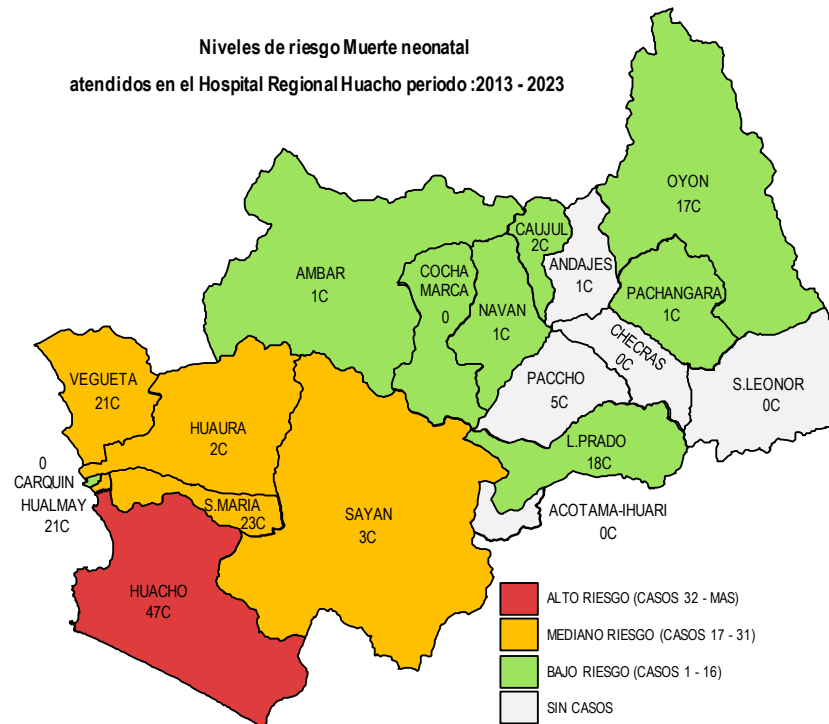 Niveles de riesgo Muerte neonatal
atendidos en el Hospital Regional Huacho periodo :2013 - 2023
OYON
17C
CAUJUL
2C
ANDAJES
1C
AMBAR
1C
COCHA
MARCA
0
NAVAN
1C
PACHANGARA
1C
CHECRAS
0C
VEGUETA
21C
PACCHO
5C
S.LEONOR
0C
HUAURA
2C
L.PRADO
18C
0
CARQUIN
HUALMAY
21C
S.MARIA
23C
SAYAN
3C
ACOTAMA-IHUARI
0C
HUACHO
47C
ALTO RIESGO (CASOS 32 - MAS)
MEDIANO RIESGO (CASOS 17 - 31)
BAJO RIESGO (CASOS 1 - 16)
SIN CASOS